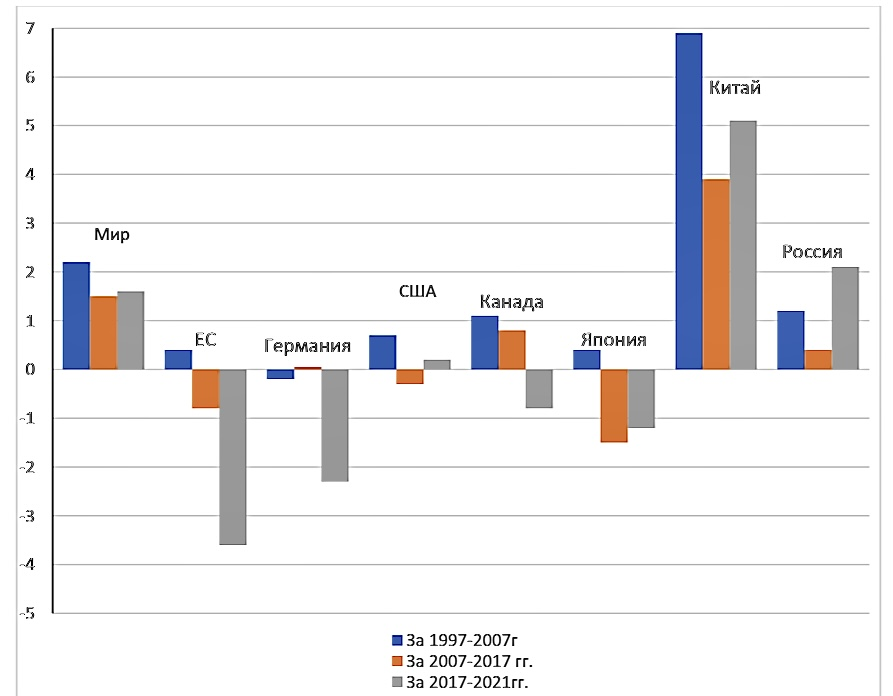 7
6
Китай
5
4
3
Мир
Россия
2
США
Канада
1
ЕС
Германия
Япония
0
-1
-2
-3
-4
-5
За 1997-2007г
За 2007-2017 гг.
За 2017-2021гг.